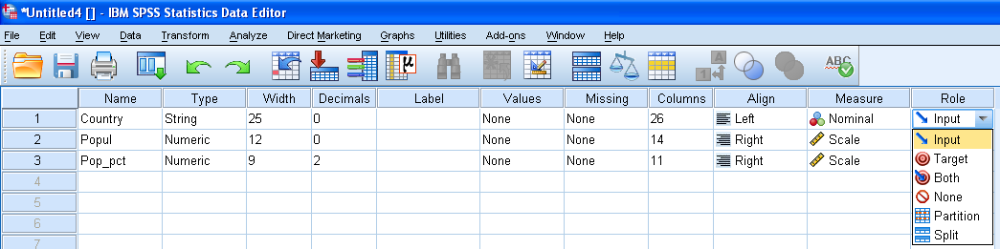 *Untitled4 [] - IBM SPSS Statistics Data Editor
File Edit View Data Transform Analyze Direct Marketing Graphs Utilities Add-ons Window Help
μ 1 A A ABC
Name Type Width Decimals Label Values Missing Columns Align Measure Role
1 Country String 25 0 None None 26 Left Nominal Input
2 Popul Numeric 12 0 None None 14 Right Scale Input
3 Pop_pct Numeric 9 2 None None 11 Right Scale Target
4 Both
5 None
6 Partition
7 Split